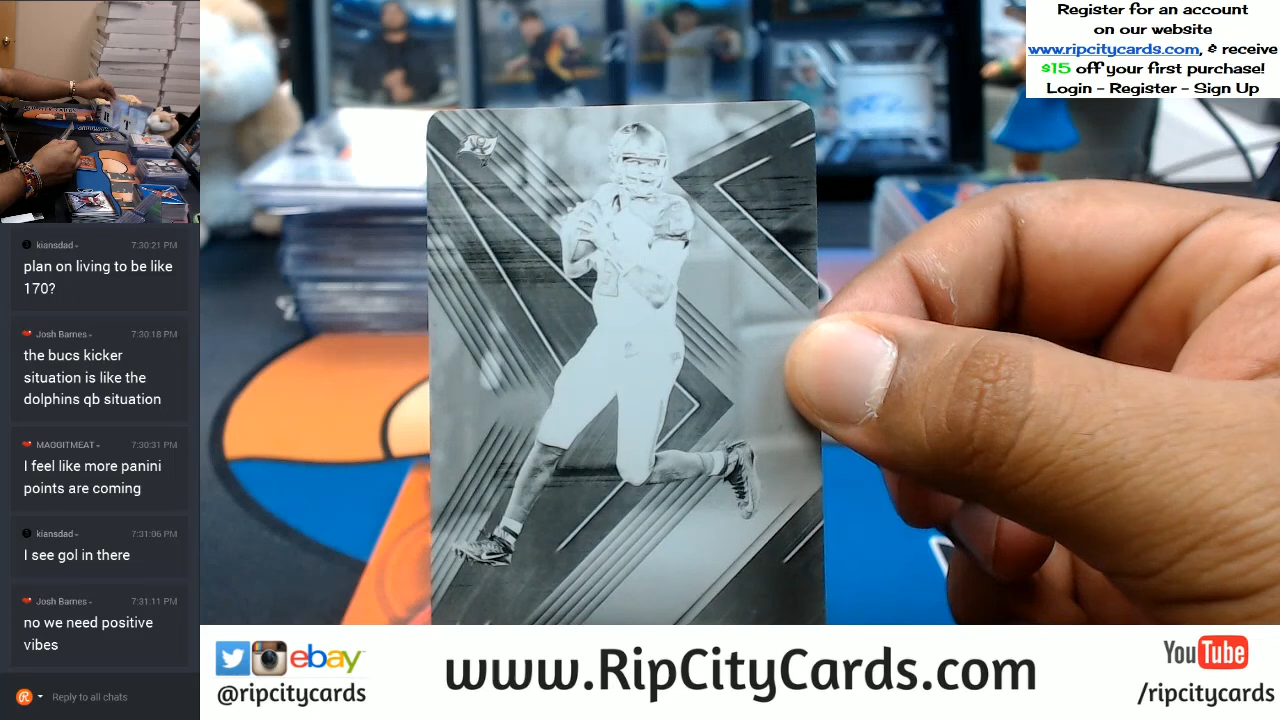 Register for an account
on our website
www.ripcitycards.com, & receive
$15 off your first purchase!
Login - Register - Sign Up
kiansdad
7:30:21 PM
plan on living to be like
170?
Josh Barnes
7:30:18 PM
the bucs kicker
situation is like the
dolphins qb situation
MAGGITMEAT
7:30:31 PM
I feel like more panini
points are coming
kiansdad
7:31:06 PM
I see gol in there
Josh Barnes
7:31:11 PM
no we need positive
vibes
Reply to all chats
ebay
@ripcitycards
www.RipCityCards.com
YouTube
/ripcitycards